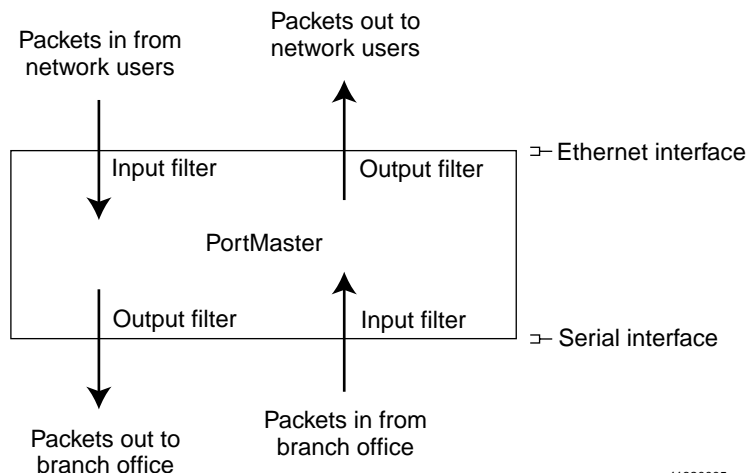 Packets in from
network users
Packets out to
network users
Input filter
Output filter
Ethernet interface
PortMaster
Output filter
Input filter
Serial interface
Packets out to
branch office
Packets in from
branch office